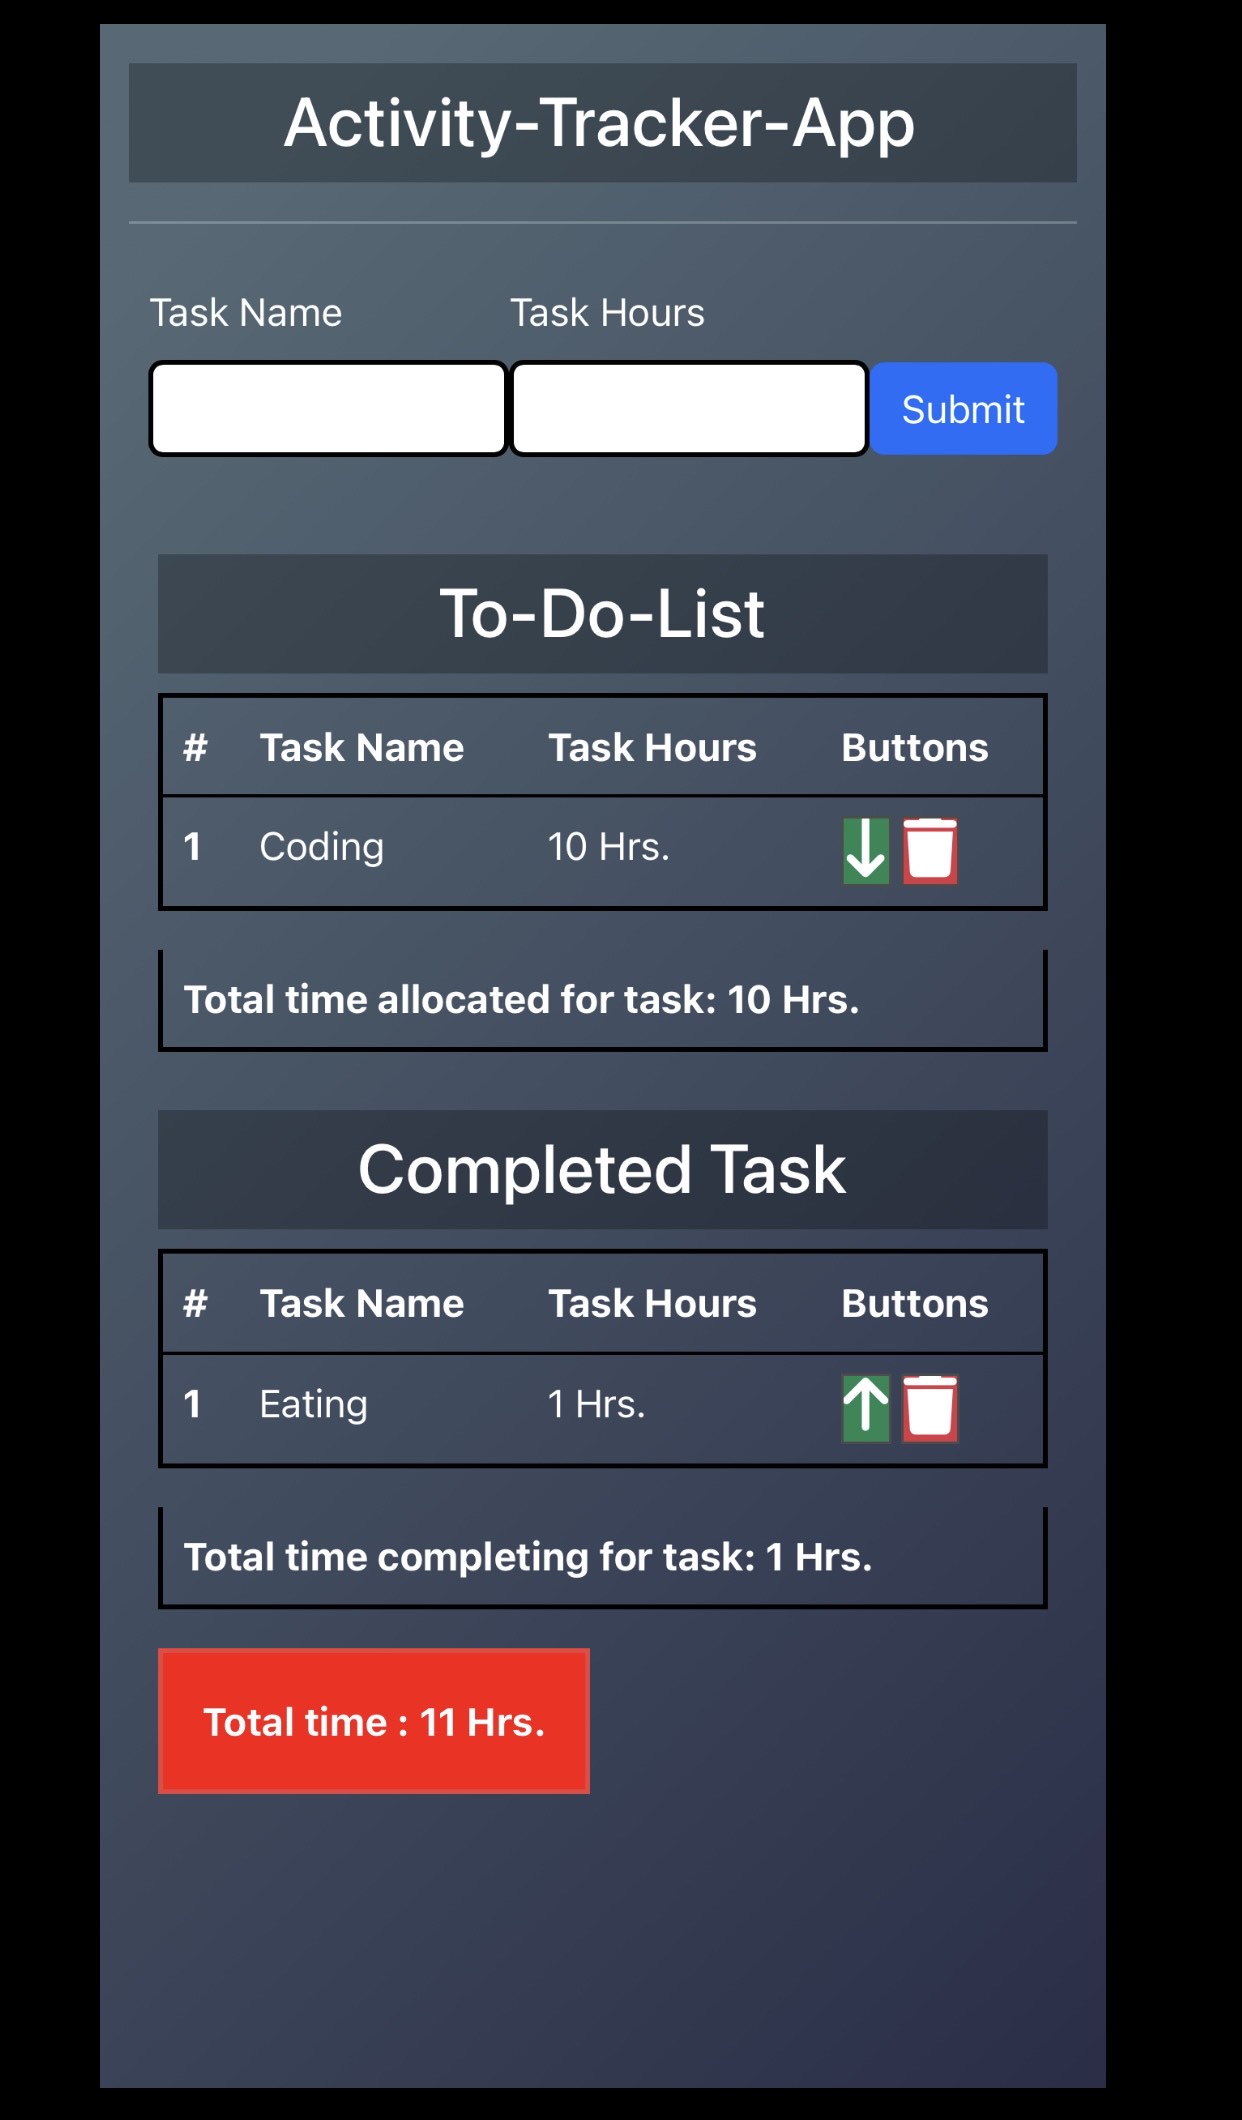 Activity-Tracker-App
Task Name Task Hours
Submit
To-Do-List
# Task Name Task Hours Buttons
1 Coding 10 Hrs.
Total time allocated for task: 10 Hrs.
Completed Task
# Task Name Task Hours Buttons
1 Eating 1 Hrs.
Total time completing for task: 1 Hrs.
Total time : 11 Hrs.